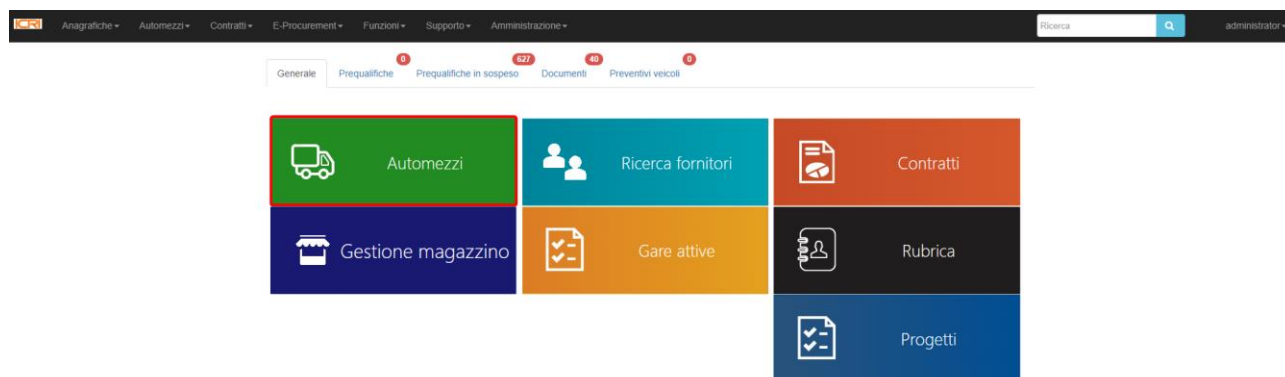 ICRI Anagrafiche Automezzi Contratti E-Procurement Funzioni Supporto Amministrazione Ricerca administrator
0 627 40 0
Generale Prequalifiche Prequalifiche in sospeso Documenti Preventivi veicoli
Automezzi Ricerca fornitori Contratti
Gestione magazzino Gare attive Rubrica
Progetti